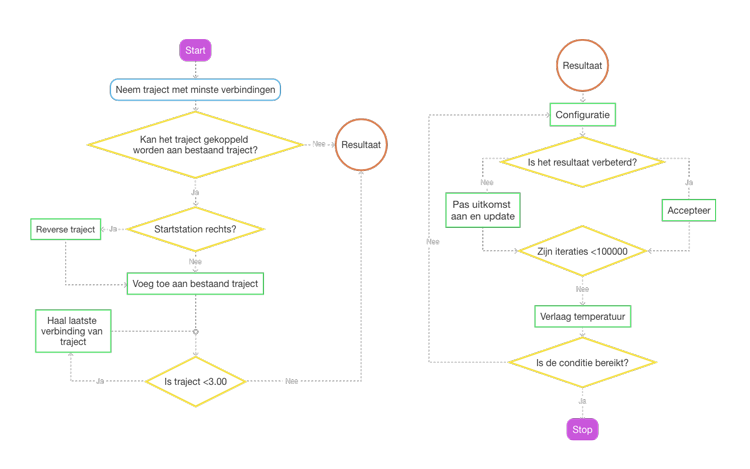 Start
Neem traject met minste verbindingen
Kan het traject gekoppeld
worden aan bestaand traject?
Nee
Resultaat
Ja
Reverse traject
Ja
Startstation rechts?
Nee
Voeg toe aan bestaand traject
Haal laatste
verbinding van
traject
Ja
Is traject <3.00
Nee
Resultaat
Configuratie
Is het resultaat verbeterd?
Nee
Ja
Pas uitkomst
aan en update
Accepteer
Nee
Zijn iteraties <100000
Nee
Verlaag temperatuur
Is de conditie bereikt?
Ja
Stop